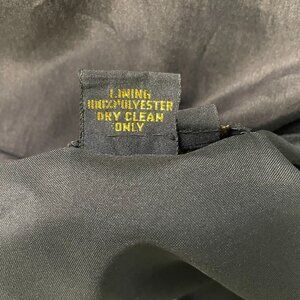 LINING
100%POLYESTER
DRY CLEAN
ONLY